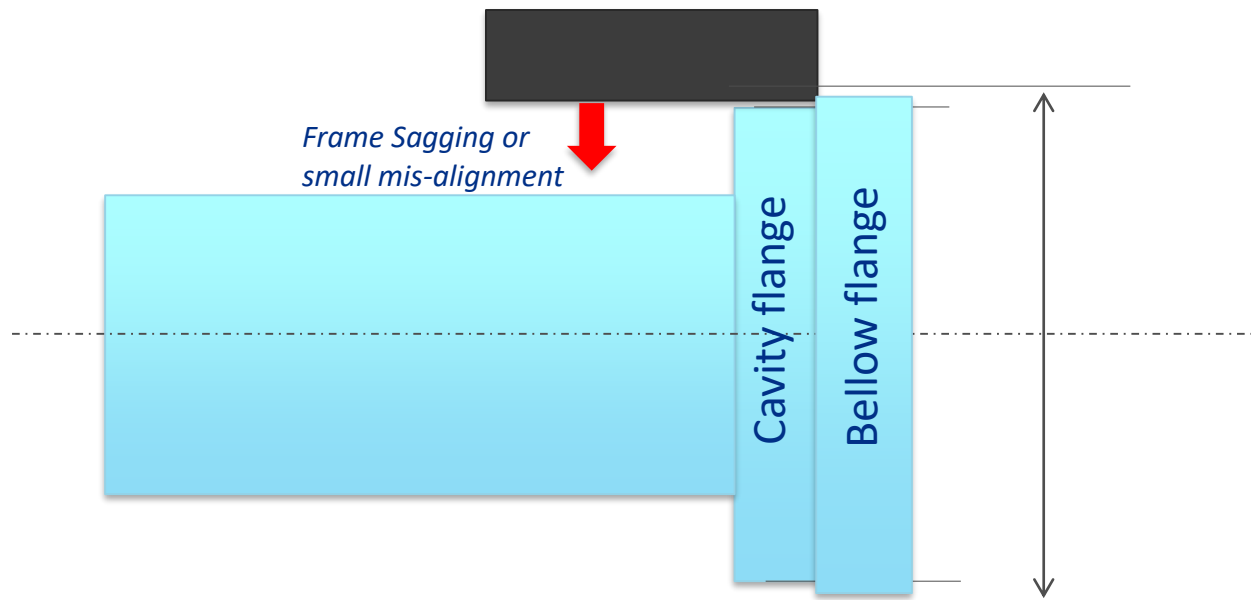 Frame Sagging or
small mis-alignment
Cavity flange
Bellow flange